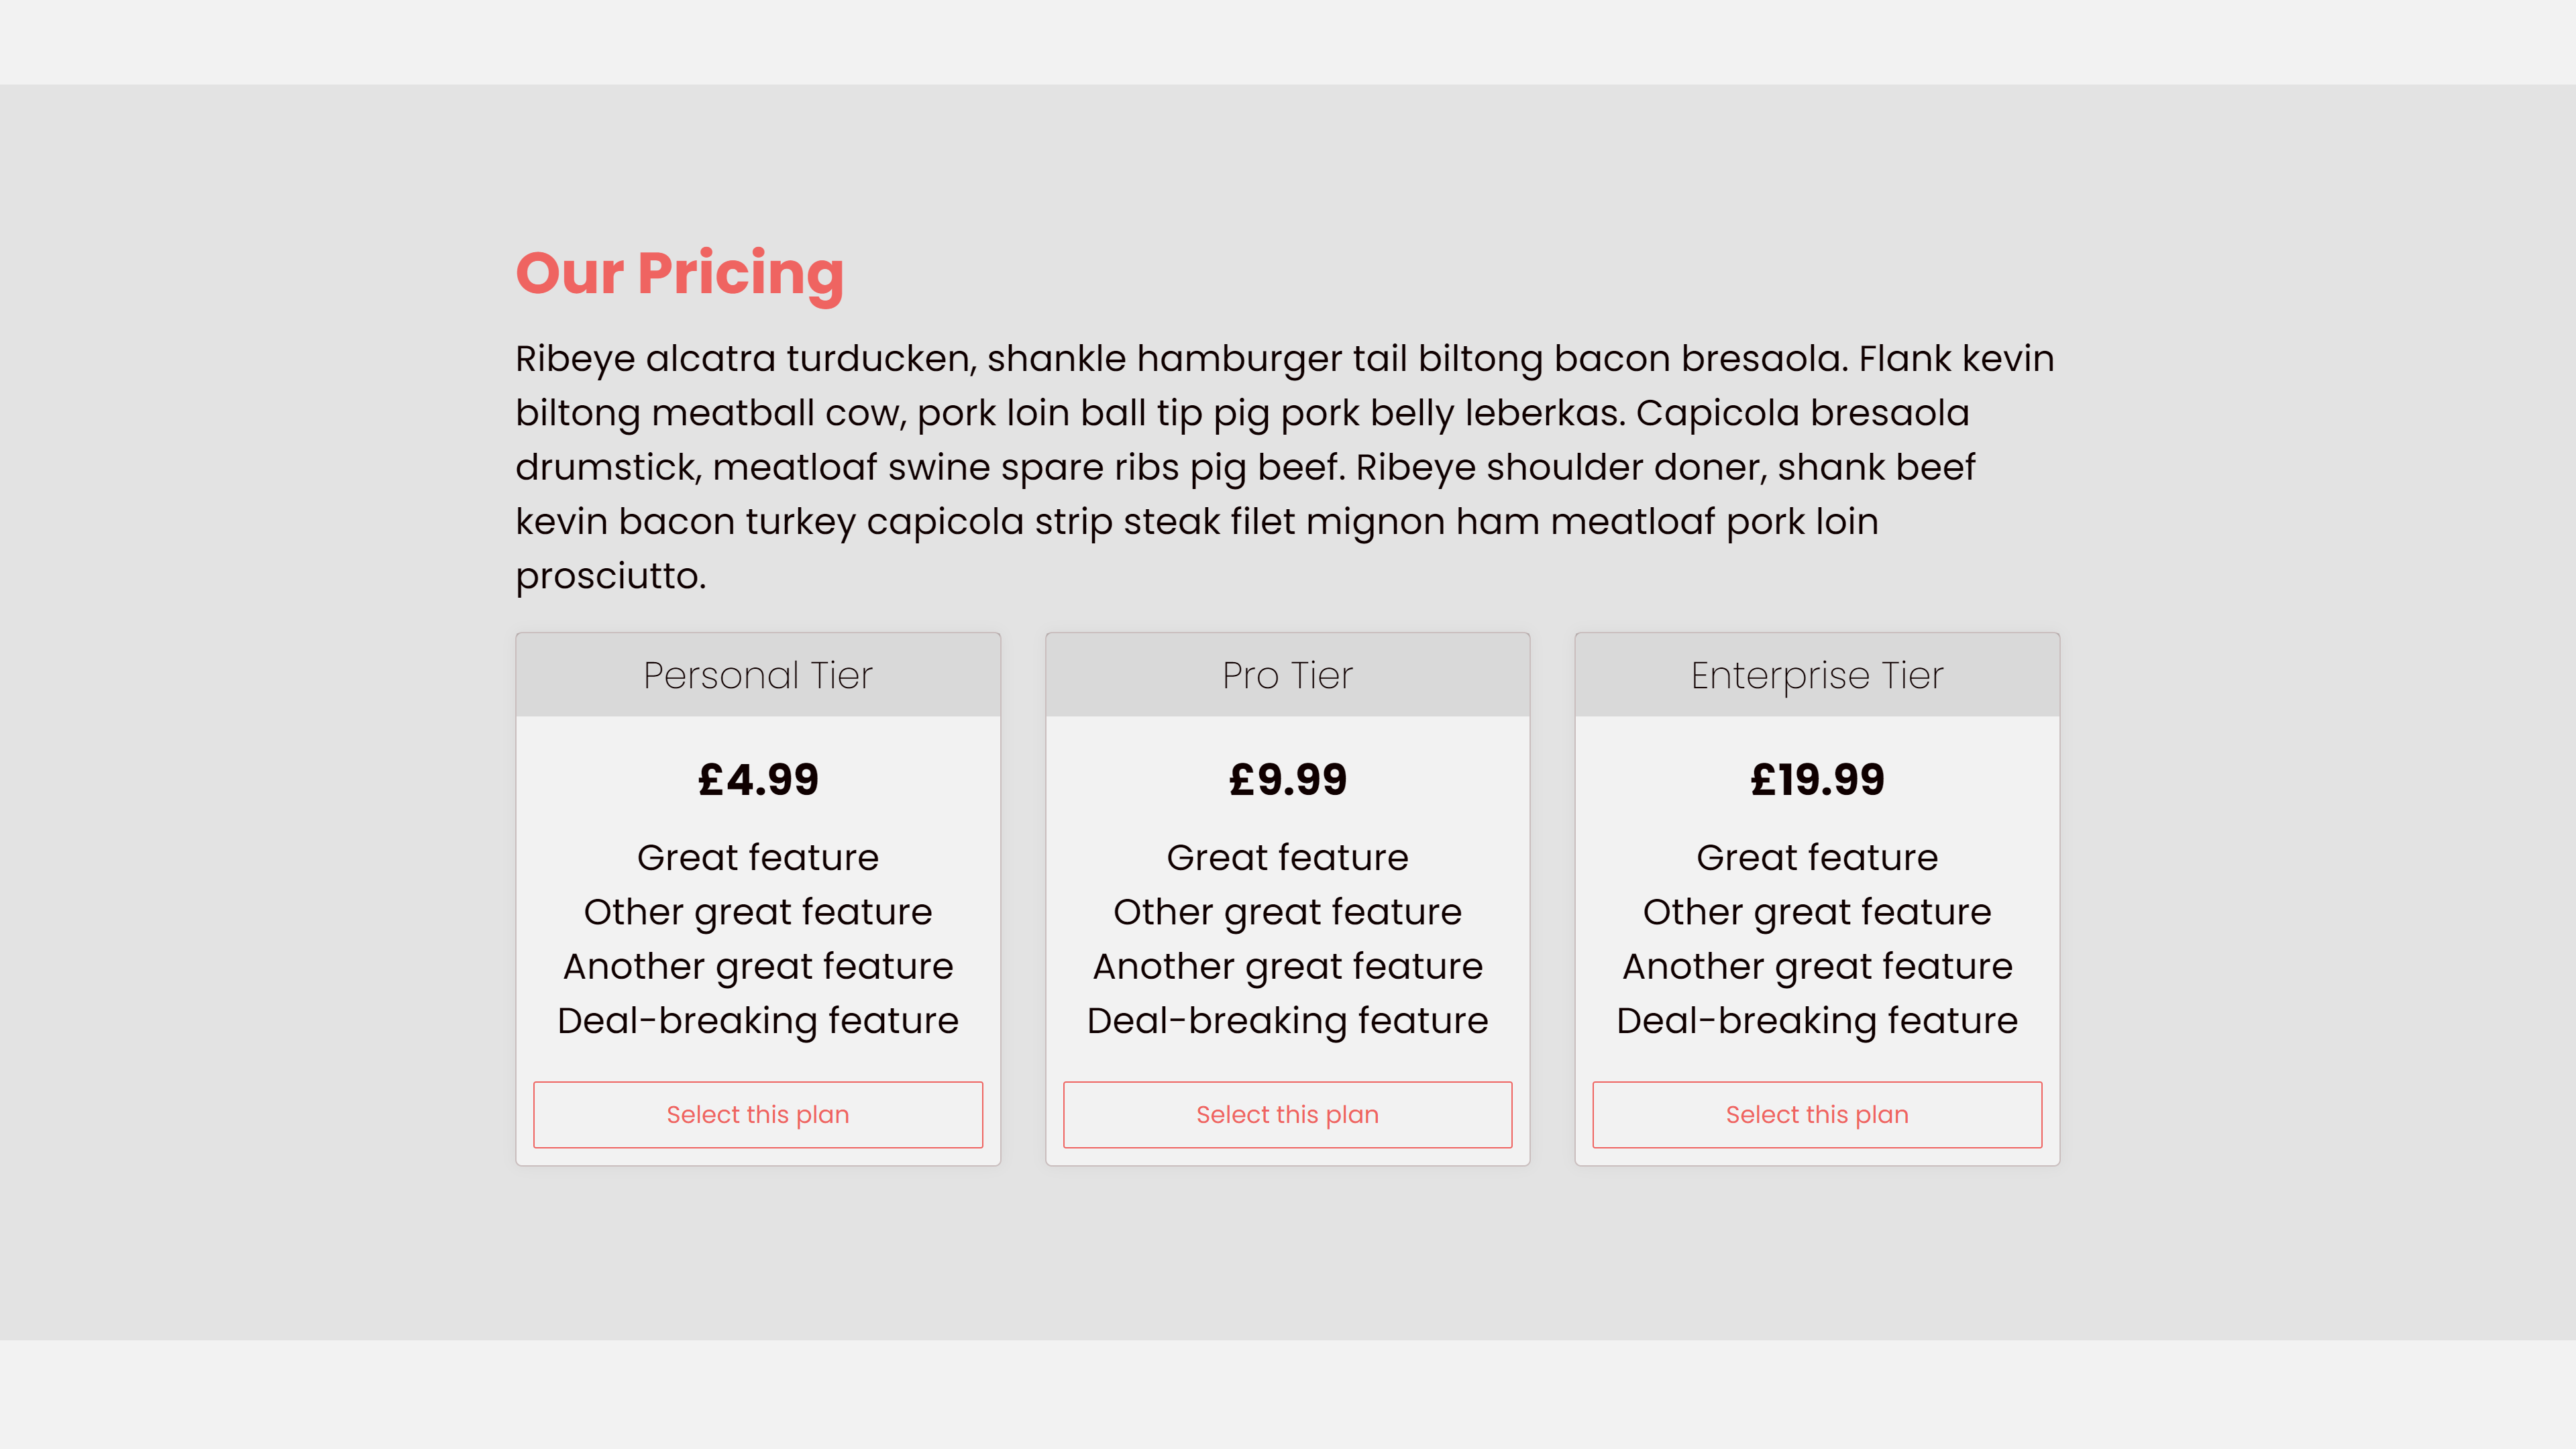 Our Pricing
Ribeye alcatra turducken, shankle hamburger tail biltong bacon bresaola. Flank kevin
biltong meatball cow, pork loin ball tip pig pork belly leberkas. Capicola bresaola
drumstick, meatloaf swine spare ribs pig beef. Ribeye shoulder doner, shank beef
kevin bacon turkey capicola strip steak filet mignon ham meatloaf pork loin
prosciutto.
Personal Tier
£4.99
Great feature
Other great feature
Another great feature
Deal-breaking feature
Select this plan
Pro Tier
£9.99
Great feature
Other great feature
Another great feature
Deal-breaking feature
Select this plan
Enterprise Tier
£19.99
Great feature
Other great feature
Another great feature
Deal-breaking feature
Select this plan